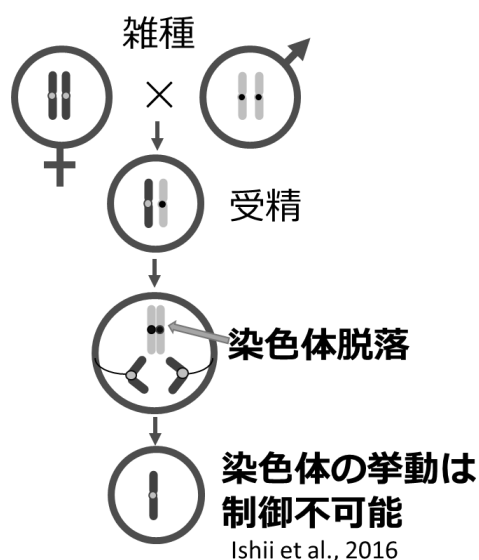 雑種
×
受精
染色体脱落
染色体の挙動は
制御不可能
Ishii et al., 2016